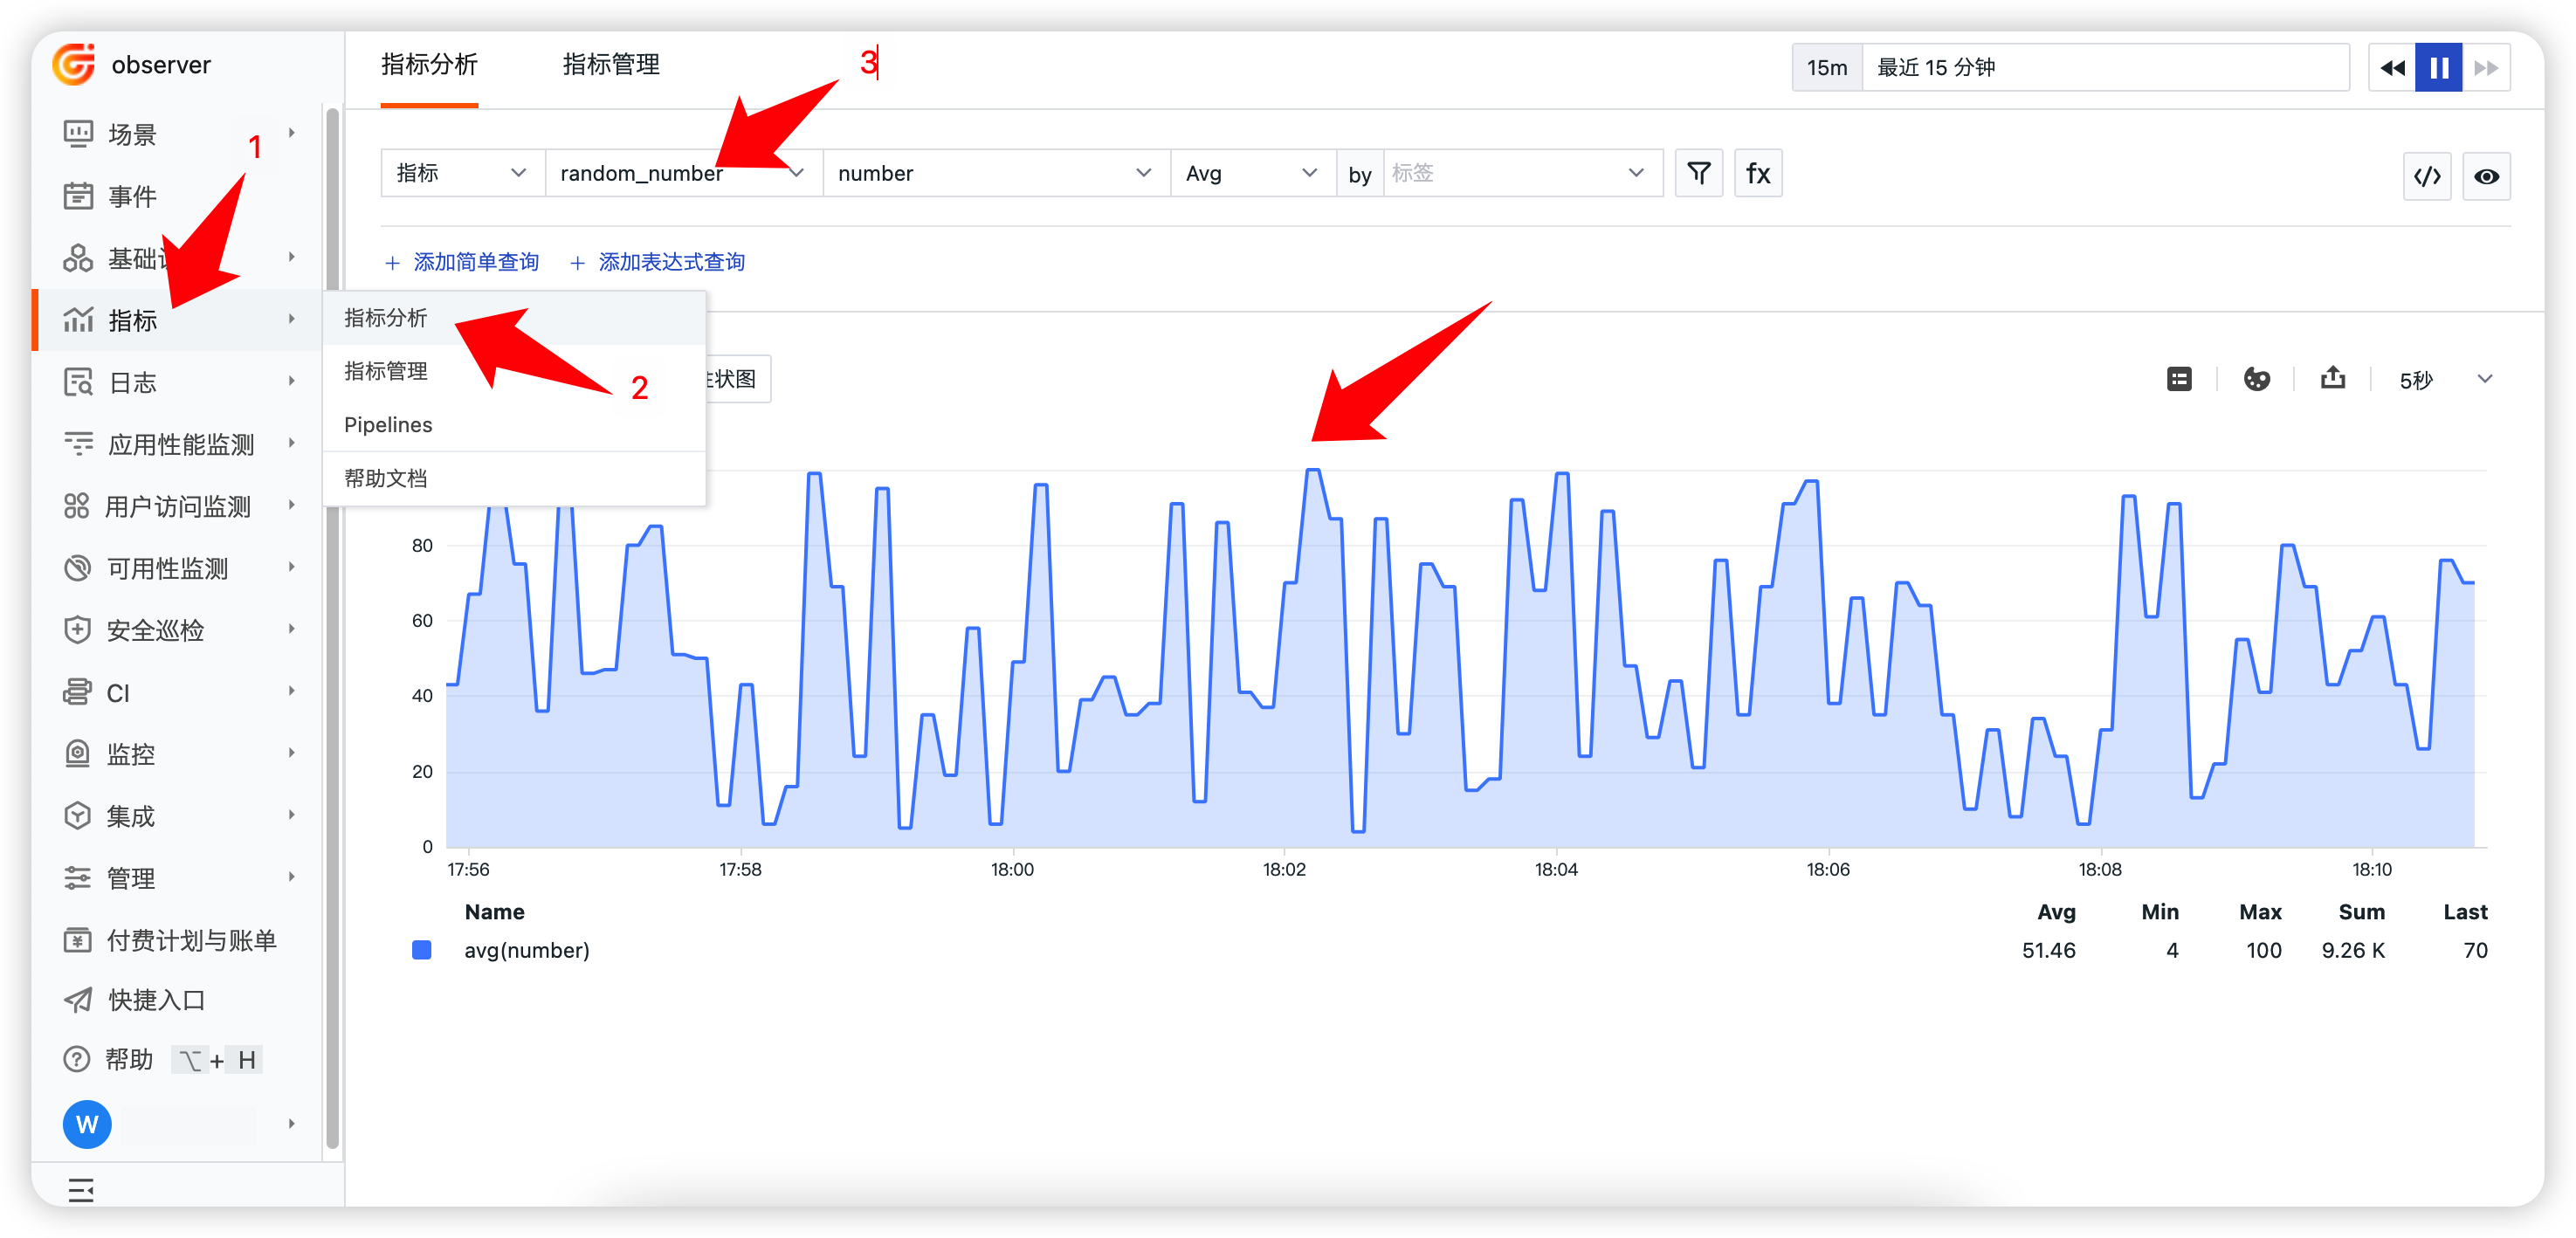 observer
指标分析
指标管理
3
15m
最近 15 分钟
场景
1
事件
基础
指标
日志
应用性能监测
用户访问监测
可用性监测
安全巡检
CI
监控
集成
管理
付费计划与账单
快捷入口
帮助 ⌥ + H
W
指标
random_number
number
Avg
by
标签
fx
</>
+ 添加简单查询
+ 添加表达式查询
指标分析
指标管理
2
Pipelines
帮助文档
状图
5秒
80
60
40
20
0
17:56 17:58 18:00 18:02 18:04 18:06 18:08 18:10
Name Avg Min Max Sum Last
avg(number) 51.46 4 100 9.26 K 70